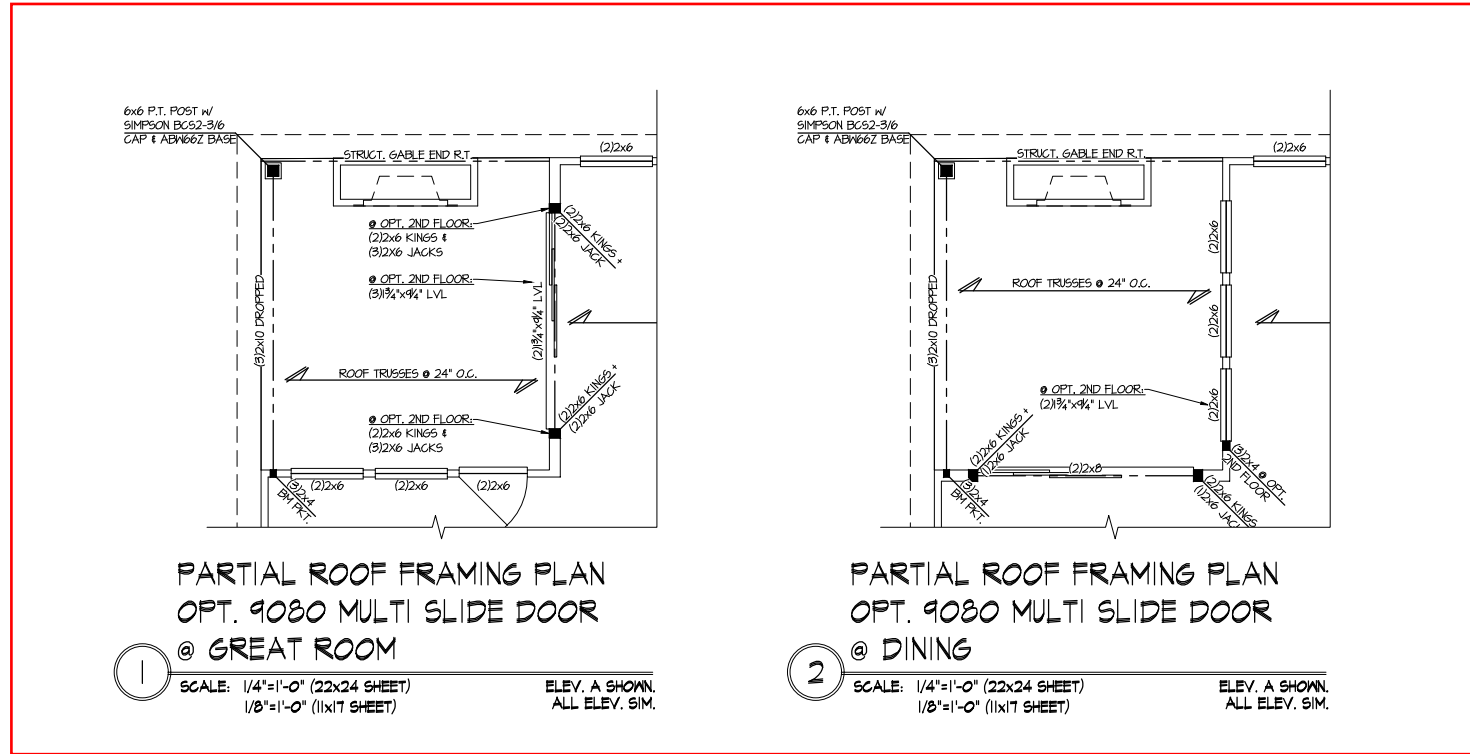 6x6 P.T. POST w/
SIMPSON BCS2-3/6
CAP & ABW66Z BASE
STRUCT. GABLE END R.T.
(2)2x6
@ OPT. 2ND FLOOR:
(2)2x6 KINGS &
(3)2X6 JACKS
(2)2x6 KINGS +
(2)2x6 JACK
@ OPT. 2ND FLOOR:
(3)1¾"x9¼" LVL
(2)1¾"x9¼" LVL
(3)2x10 DROPPED
ROOF TRUSSES @ 24" O.C.
@ OPT. 2ND FLOOR:
(2)2x6 KINGS &
(3)2X6 JACKS
(2)2x6 KINGS +
(2)2x6 JACK
(2)2x6
(2)2x6
(2)2x6
(3)2x4
BM PKT.
PARTIAL ROOF FRAMING PLAN
OPT. 9080 MULTI SLIDE DOOR
@ GREAT ROOM
1
SCALE: 1/4"=1'-0" (22x24 SHEET)
1/8"=1'-0" (11x17 SHEET)
ELEV. A SHOWN.
ALL ELEV. SIM.
6x6 P.T. POST w/
SIMPSON BCS2-3/6
CAP & ABW66Z BASE
STRUCT. GABLE END R.T.
(2)2x6
(2)2x6
(2)2x6
(2)2x6
(3)2x10 DROPPED
ROOF TRUSSES @ 24" O.C.
@ OPT. 2ND FLOOR:
(2)1¾"x9¼" LVL
(2)2x6 KINGS +
(1)2x6 JACK
(2)2x8
(3)2x4 @ OPT.
2ND FLOOR
(2)2x6 KINGS
(1)2x6 JACK
(3)2x4
BM PKT.
PARTIAL ROOF FRAMING PLAN
OPT. 9080 MULTI SLIDE DOOR
@ DINING
2
SCALE: 1/4"=1'-0" (22x24 SHEET)
1/8"=1'-0" (11x17 SHEET)
ELEV. A SHOWN.
ALL ELEV. SIM.